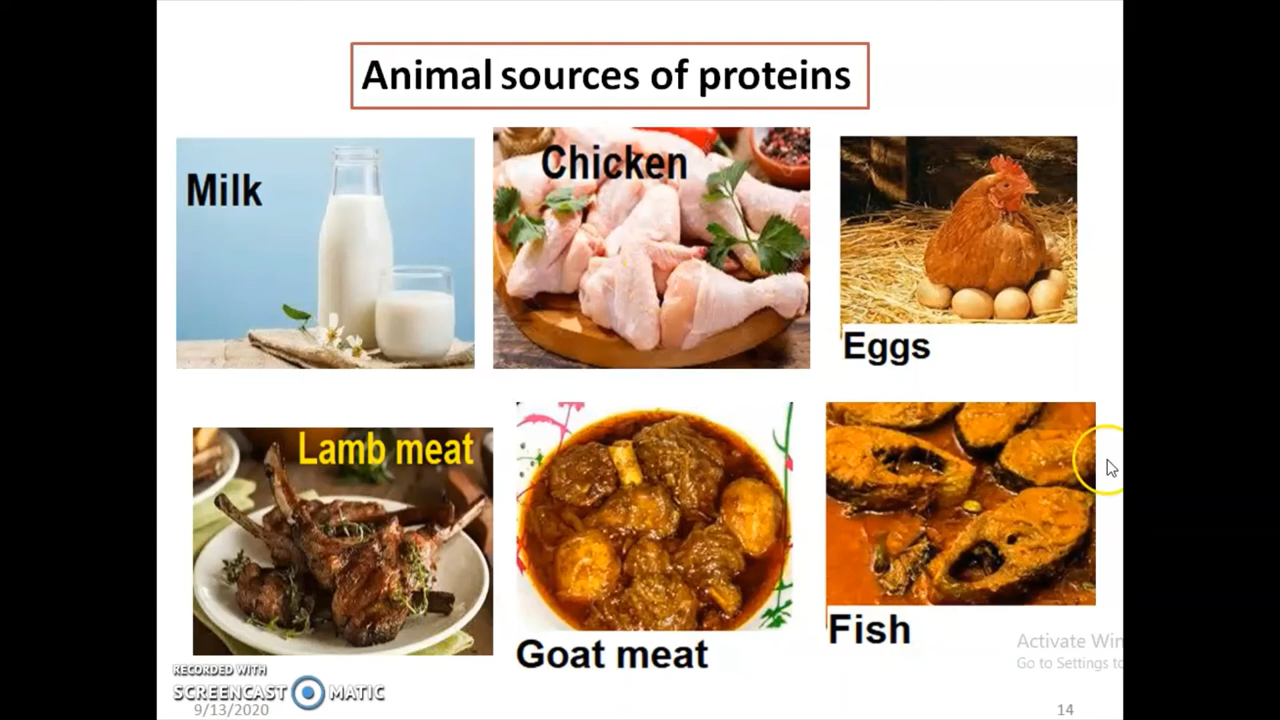 Animal sources of proteins
Milk
Chicken
Eggs
Lamb meat
Goat meat
Fish
Activate Win
Go to Settings to
RECORDED WITH
SCREENCAST MATIC
9/13/2020
14